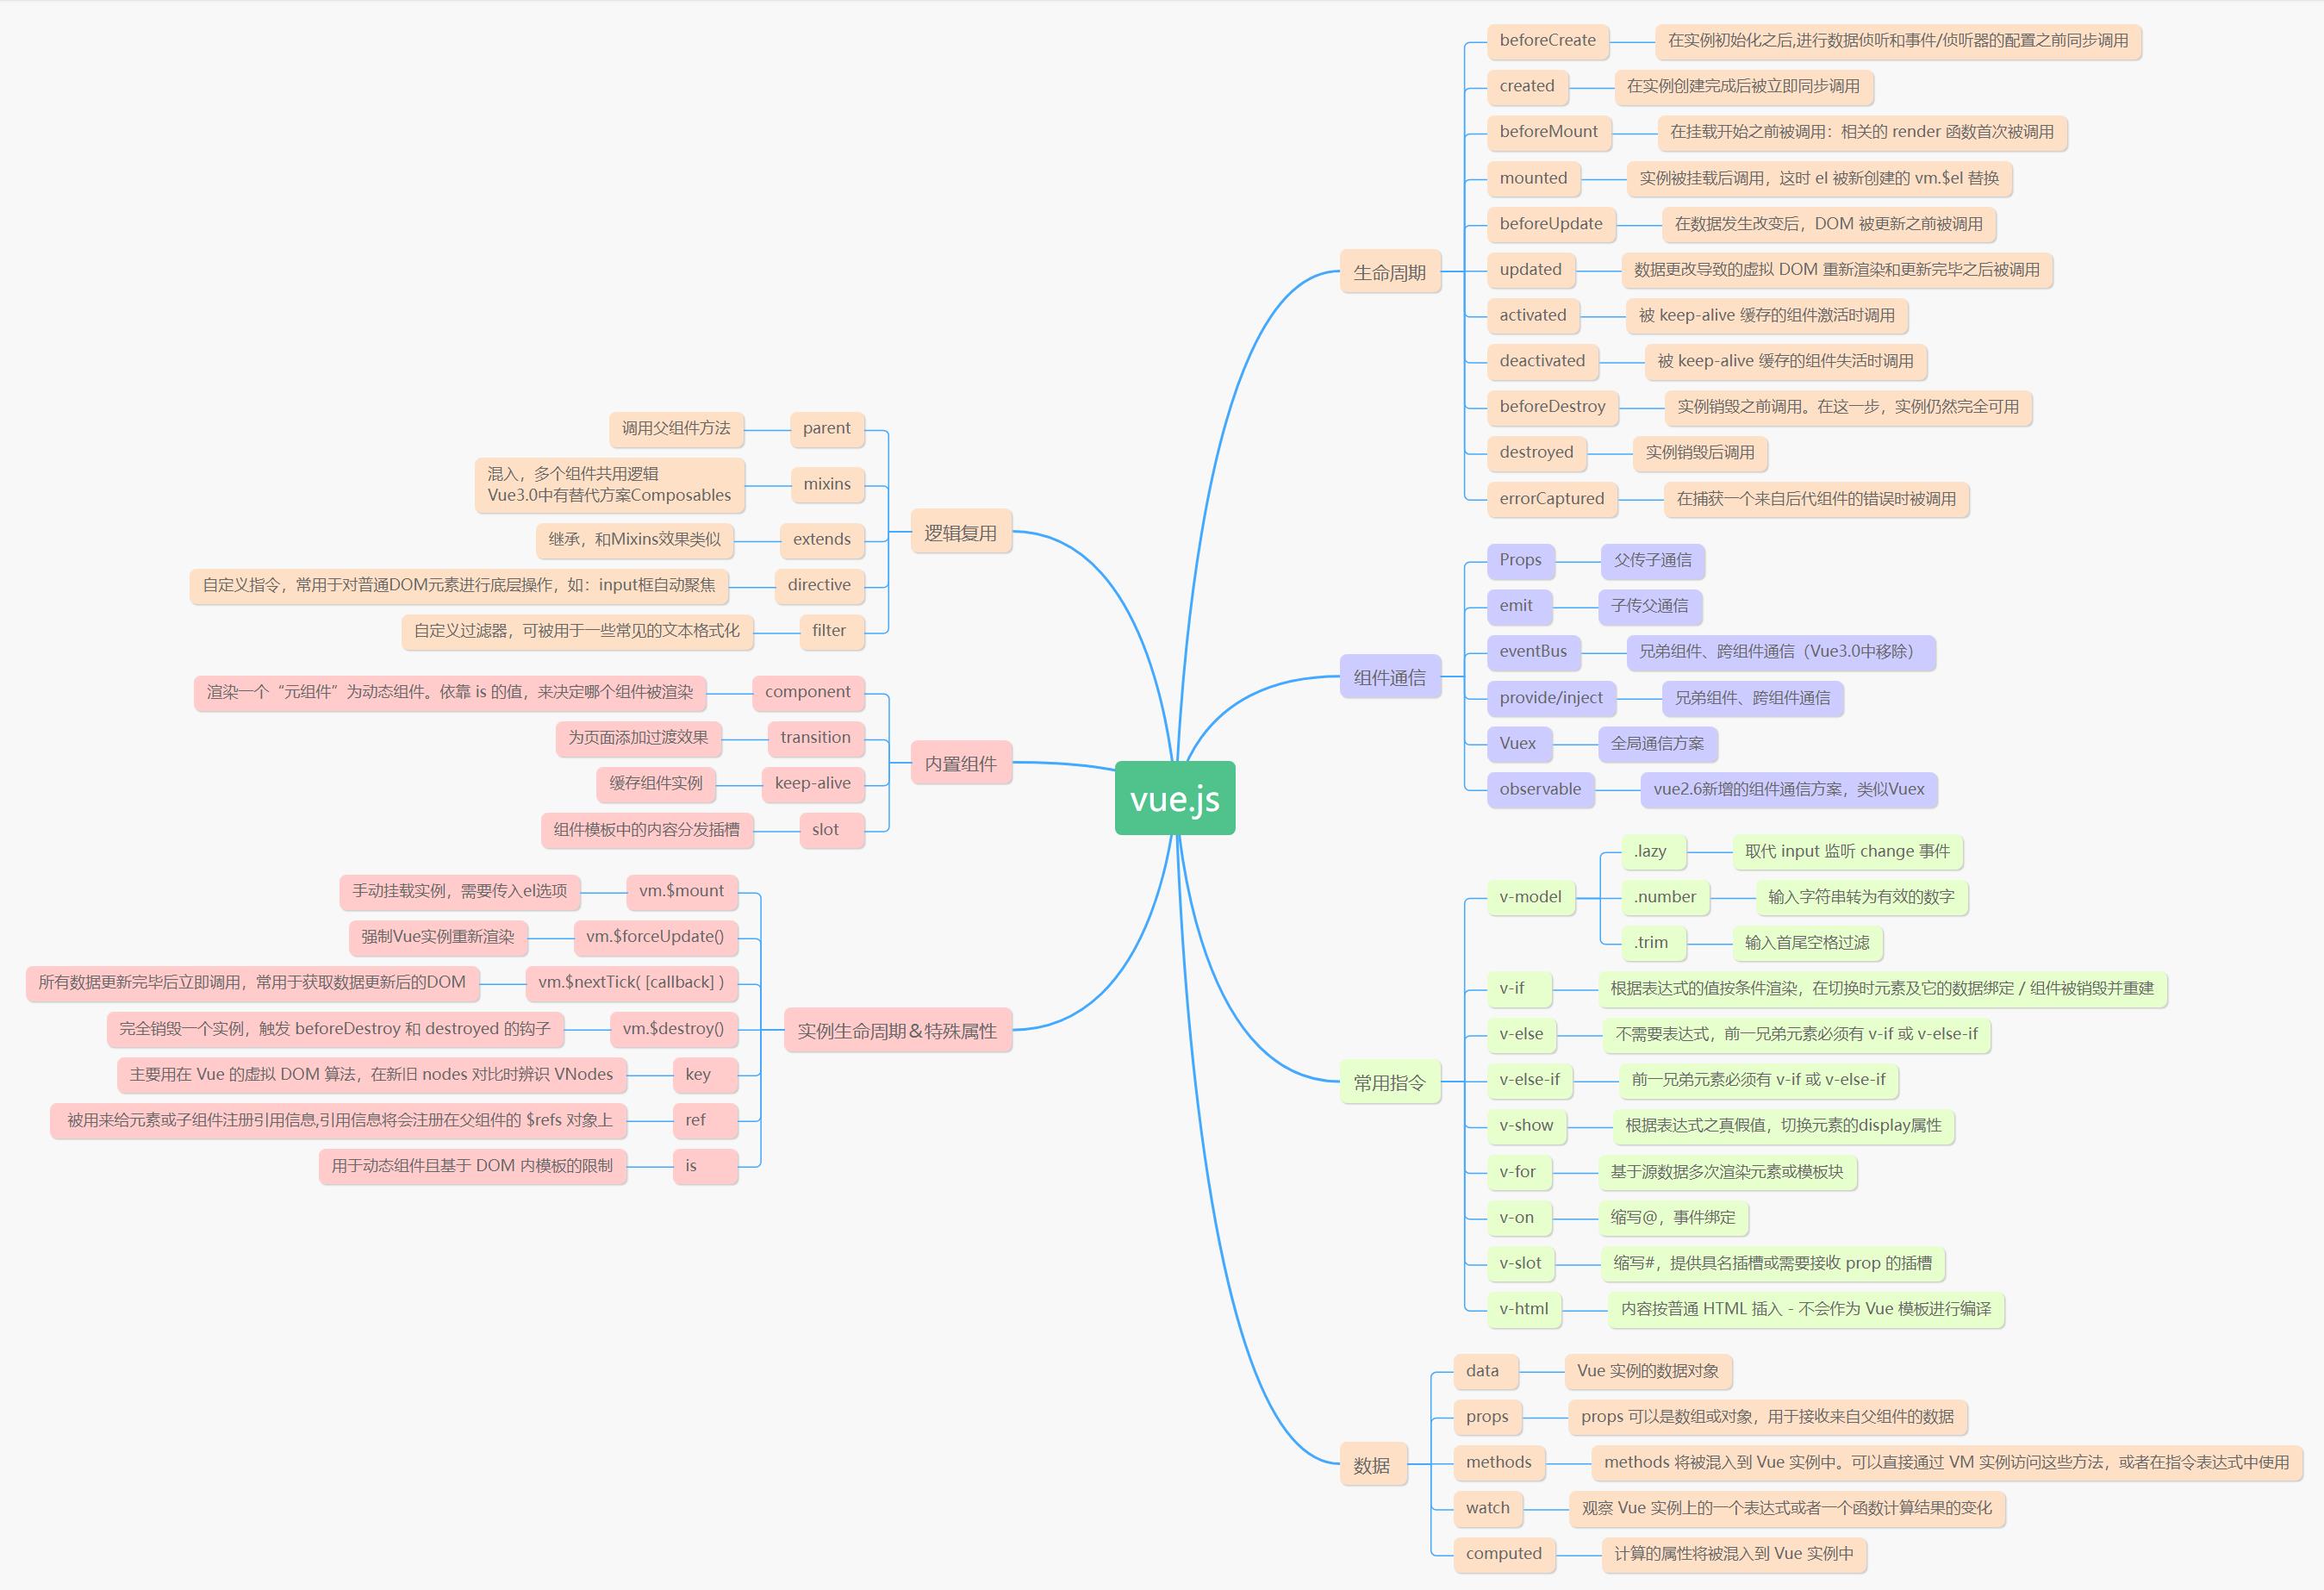 vue.js
生命周期
beforeCreate
在实例初始化之后,进行数据侦听和事件/侦听器的配置之前同步调用
created
在实例创建完成后被立即同步调用
beforeMount
在挂载开始之前被调用：相关的 render 函数首次被调用
mounted
实例被挂载后调用，这时 el 被新创建的 vm.$el 替换
beforeUpdate
在数据发生改变后，DOM 被更新之前被调用
updated
数据更改导致的虚拟 DOM 重新渲染和更新完毕之后被调用
activated
被 keep-alive 缓存的组件激活时调用
deactivated
被 keep-alive 缓存的组件失活时调用
beforeDestroy
实例销毁之前调用。在这一步，实例仍然完全可用
destroyed
实例销毁后调用
errorCaptured
在捕获一个来自后代组件的错误时被调用
组件通信
Props
父传子通信
emit
子传父通信
eventBus
兄弟组件、跨组件通信（Vue3.0中移除）
provide/inject
兄弟组件、跨组件通信
Vuex
全局通信方案
observable
vue2.6新增的组件通信方案，类似Vuex
常用指令
v-model
.lazy
取代 input 监听 change 事件
.number
输入字符串转为有效的数字
.trim
输入首尾空格过滤
v-if
根据表达式的值按条件渲染，在切换时元素及它的数据绑定 / 组件被销毁并重建
v-else
不需要表达式，前一兄弟元素必须有 v-if 或 v-else-if
v-else-if
前一兄弟元素必须有 v-if 或 v-else-if
v-show
根据表达式之真假值，切换元素的display属性
v-for
基于源数据多次渲染元素或模板块
v-on
缩写@，事件绑定
v-slot
缩写#，提供具名插槽或需要接收 prop 的插槽
v-html
内容按普通 HTML 插入 - 不会作为 Vue 模板进行编译
数据
data
Vue 实例的数据对象
props
props 可以是数组或对象，用于接收来自父组件的数据
methods
methods 将被混入到 Vue 实例中。可以直接通过 VM 实例访问这些方法，或者在指令表达式中使用
watch
观察 Vue 实例上的一个表达式或者一个函数计算结果的变化
computed
计算的属性将被混入到 Vue 实例中
逻辑复用
parent
调用父组件方法
mixins
混入，多个组件共用逻辑
Vue3.0中有替代方案Composables
extends
继承，和Mixins效果类似
directive
自定义指令，常用于对普通DOM元素进行底层操作，如：input框自动聚焦
filter
自定义过滤器，可被用于一些常见的文本格式化
内置组件
component
渲染一个“元组件”为动态组件。依靠 is 的值，来决定哪个组件被渲染
transition
为页面添加过渡效果
keep-alive
缓存组件实例
slot
组件模板中的内容分发插槽
实例生命周期＆特殊属性
vm.$mount
手动挂载实例，需要传入el选项
vm.$forceUpdate()
强制Vue实例重新渲染
vm.$nextTick( [callback] )
所有数据更新完毕后立即调用，常用于获取数据更新后的DOM
vm.$destroy()
完全销毁一个实例，触发 beforeDestroy 和 destroyed 的钩子
key
主要用在 Vue 的虚拟 DOM 算法，在新旧 nodes 对比时辨识 VNodes
ref
被用来给元素或子组件注册引用信息,引用信息将会注册在父组件的 $refs 对象上
is
用于动态组件且基于 DOM 内模板的限制